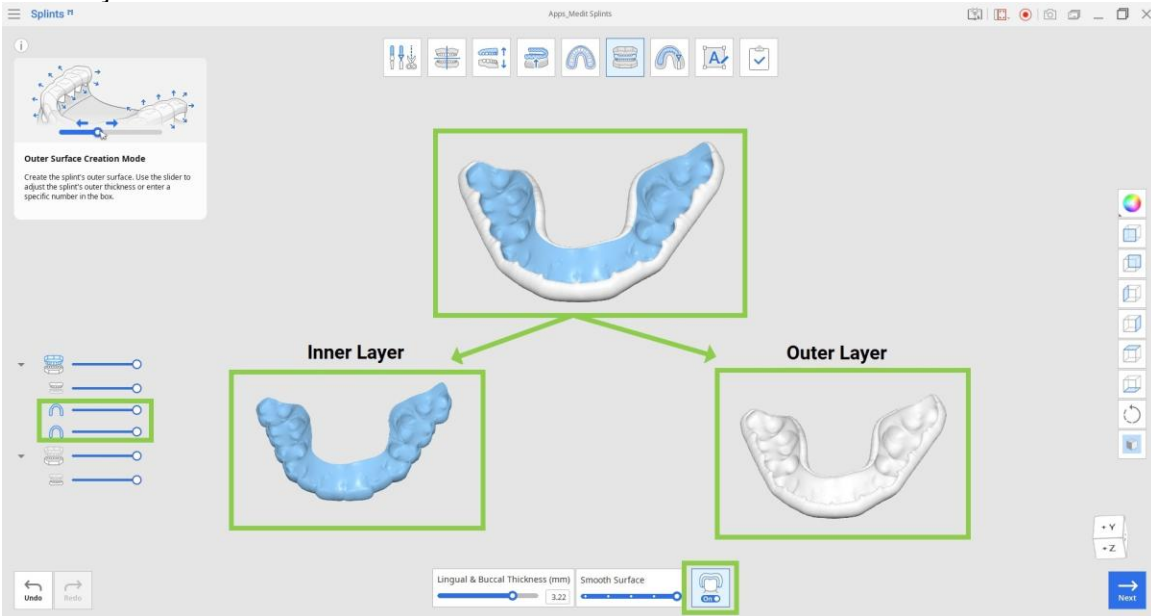 Splints
Apps_Medit Splints
Outer Surface Creation Mode
Create the splint's outer surface. Use the slider to
adjust the splint's outer thickness or enter a
specific number in the box.
Inner Layer
Outer Layer
+ Y
+ Z
Undo
Redo
Lingual & Buccal Thickness (mm)
3.22
Smooth Surface
On
Next